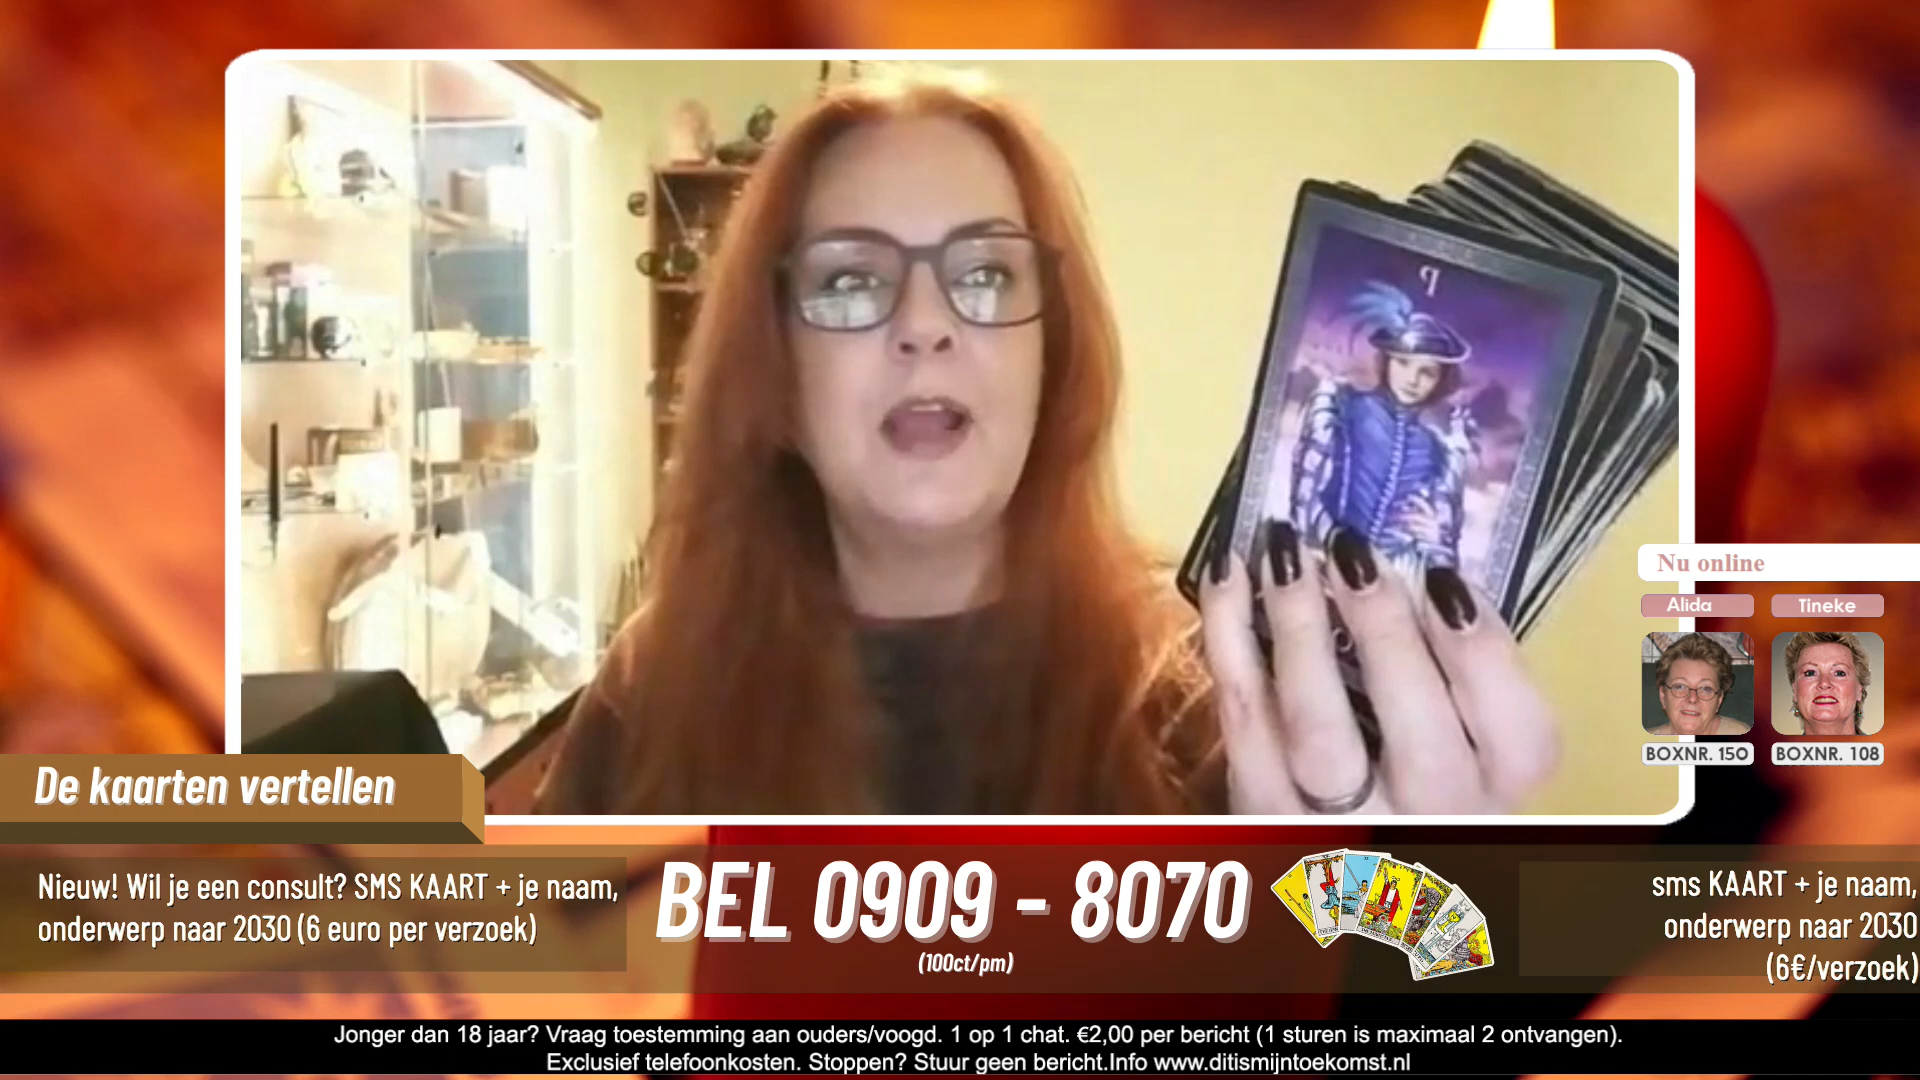 Nu online
Alida
Tineke
BOXNR. 150
BOXNR. 108
De kaarten vertellen
Nieuw! Wil je een consult? SMS KAART + je naam,
onderwerp naar 2030 (6 euro per verzoek)
BEL 0909 - 8070
(100ct/pm)
sms KAART + je naam,
onderwerp naar 2030
(6€/verzoek)
Jonger dan 18 jaar? Vraag toestemming aan ouders/voogd. 1 op 1 chat. €2,00 per bericht (1 sturen is maximaal 2 ontvangen).
Exclusief telefoonkosten. Stoppen? Stuur geen bericht.Info www.ditismijntoekomst.nl